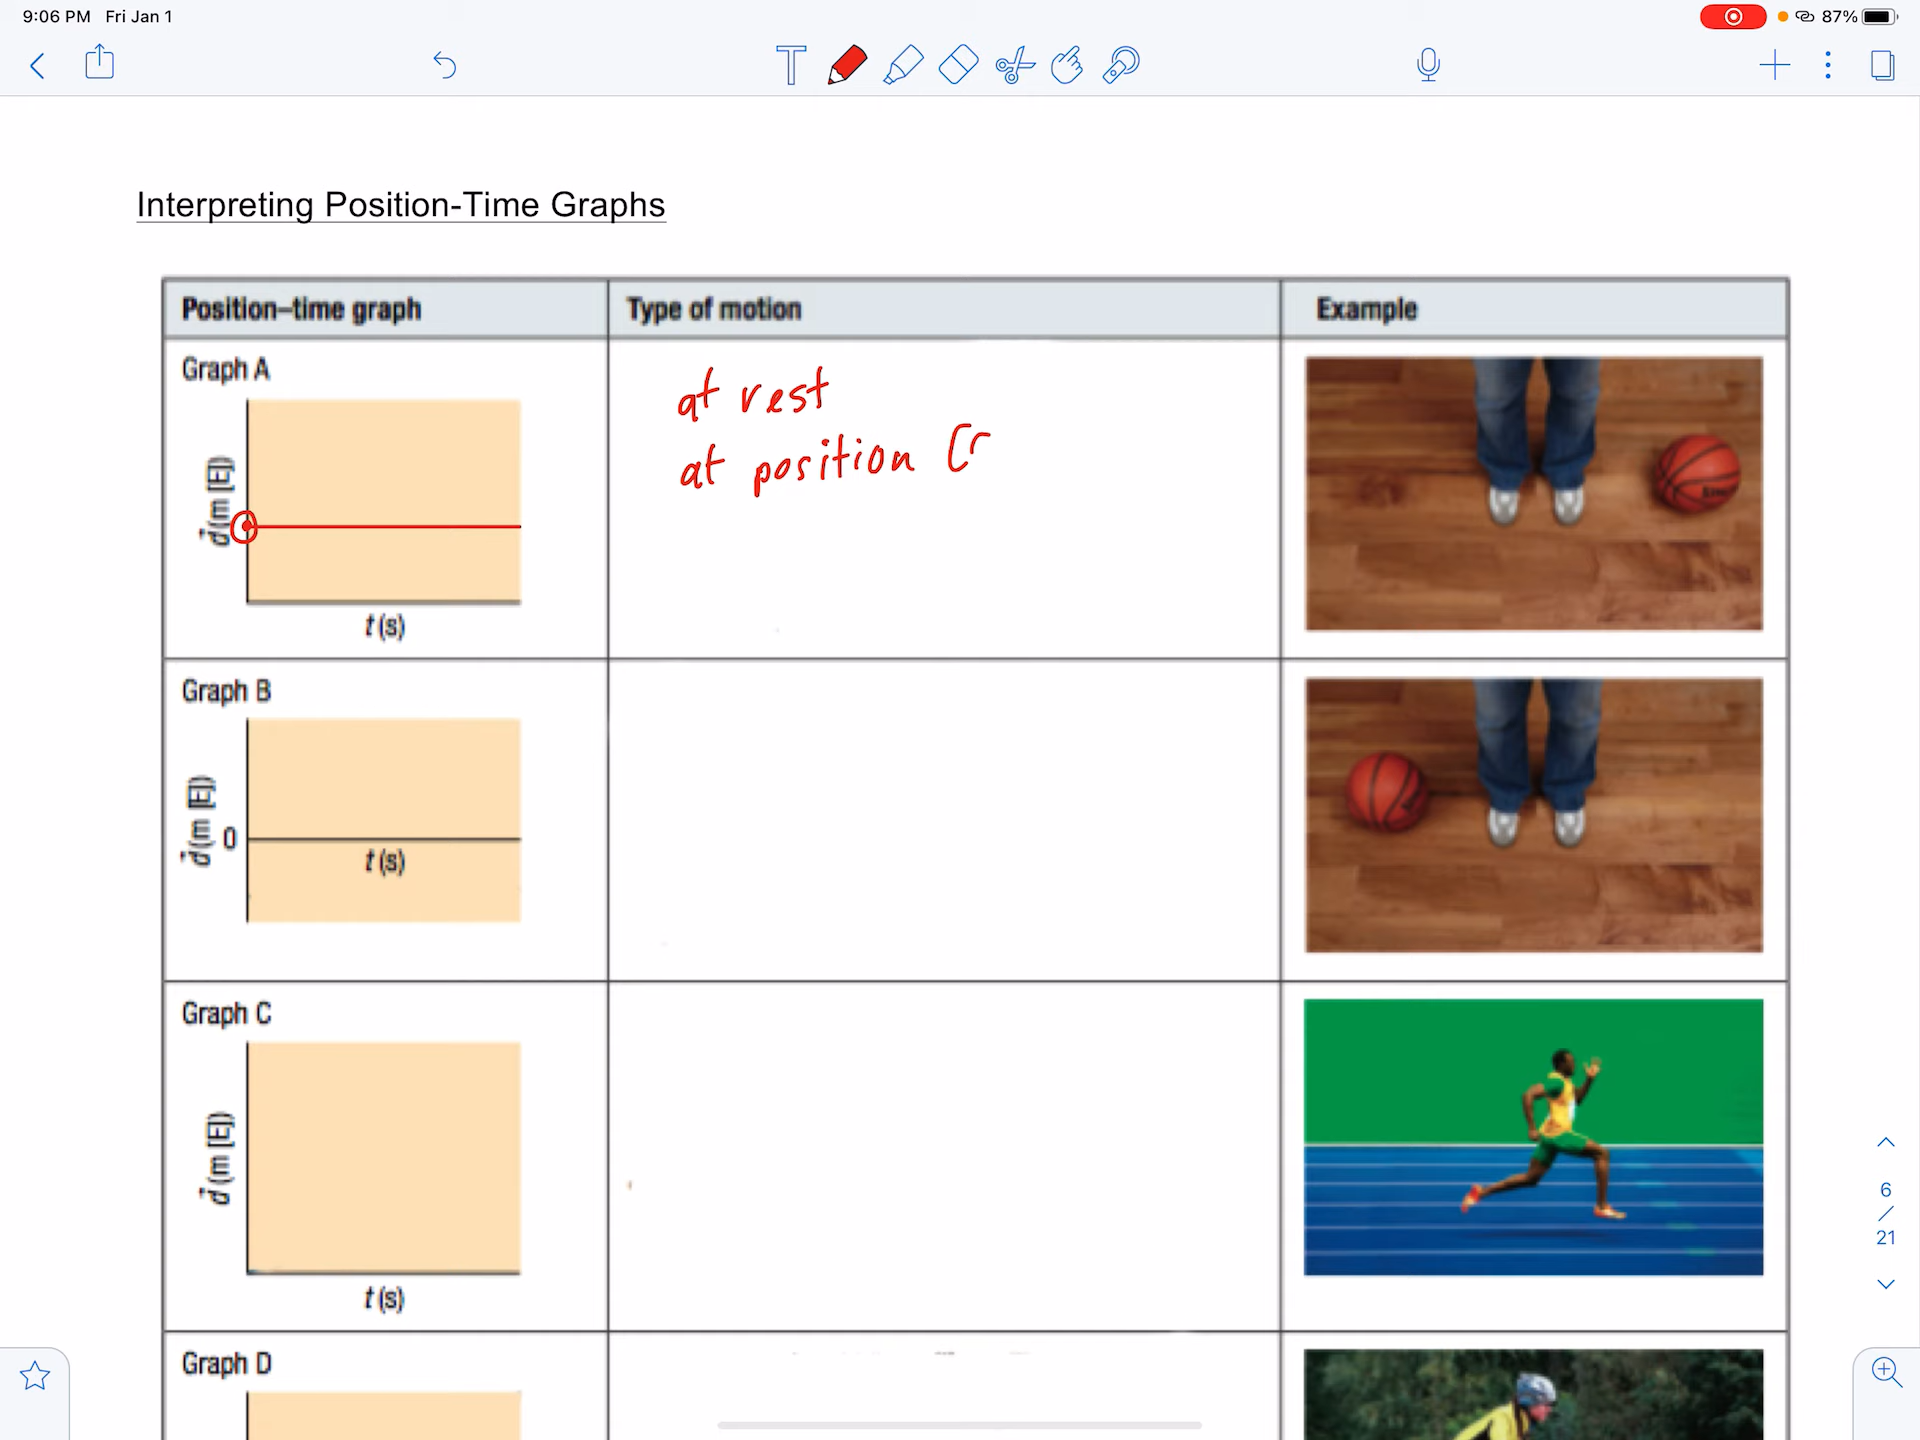 9:06 PM Fri Jan 1
87%
Interpreting Position-Time Graphs
Position–time graph
Type of motion
Example
Graph A
d⃗ (m [E])
t (s)
at rest
at position (r
Graph B
d⃗ (m [E])
0
t (s)
Graph C
d⃗ (m [E])
t (s)
6
/
21
Graph D